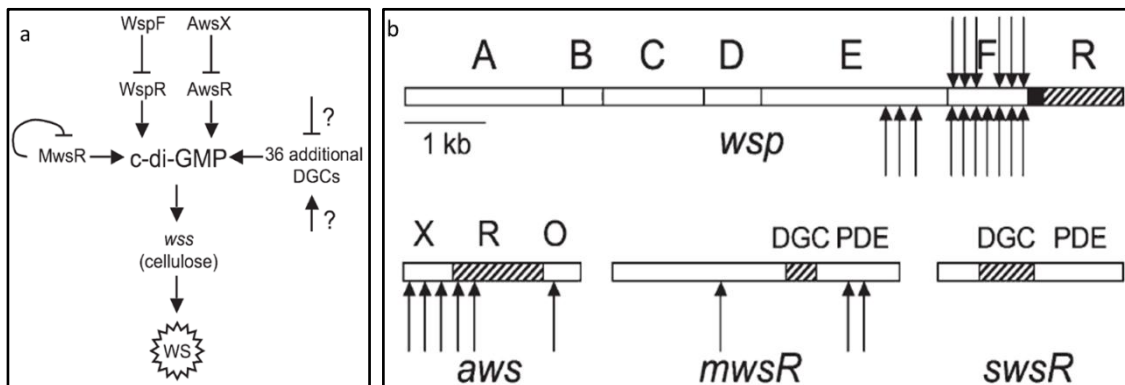 a
WspF AwsX
WspR AwsR
MwsR
c-di-GMP
36 additional
DGCs
?
?
wss
(cellulose)
WS
b
A B C D E F R
1 kb
wsp
X R O
DGC PDE
DGC PDE
aws
mwsR
swsR